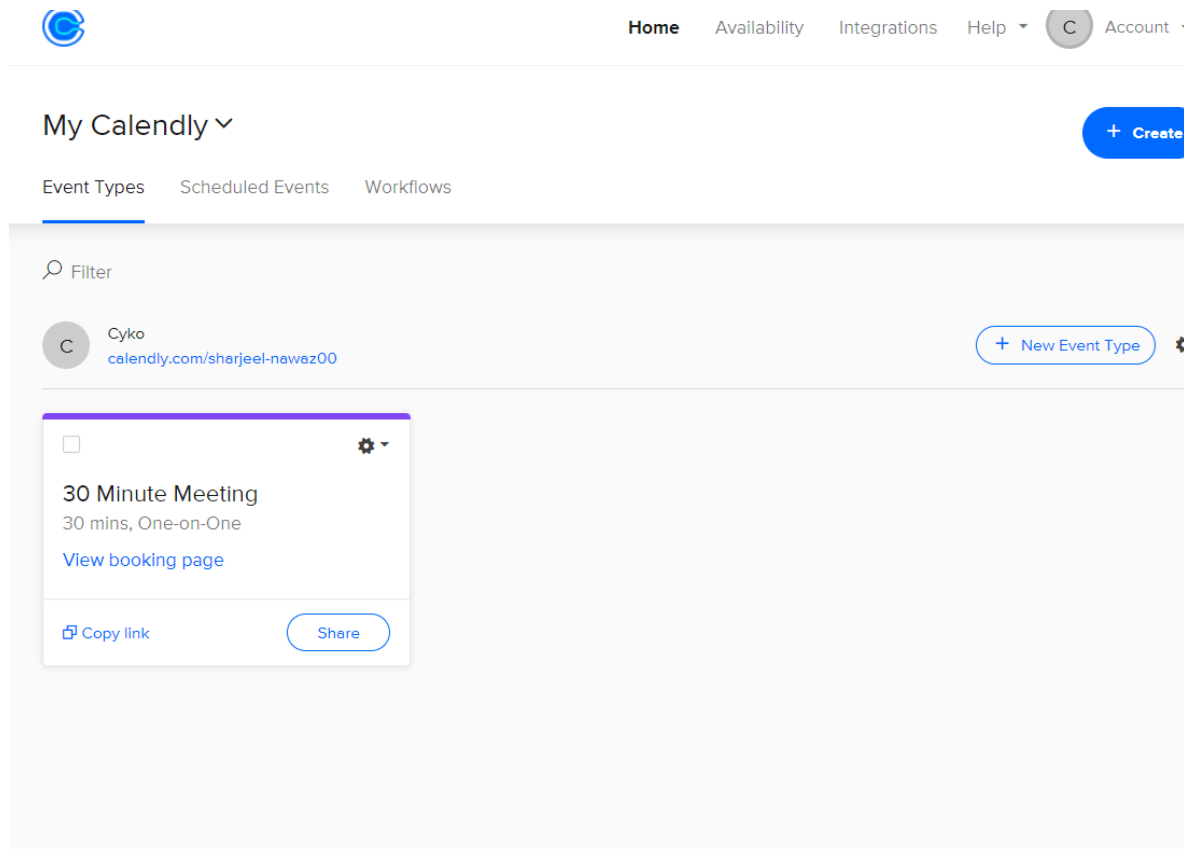 Home Availability Integrations Help C Account
My Calendly
+ Create
Event Types Scheduled Events Workflows
Filter
C Cyko
calendly.com/sharjeel-nawaz00
+ New Event Type
30 Minute Meeting
30 mins, One-on-One
View booking page
Copy link Share